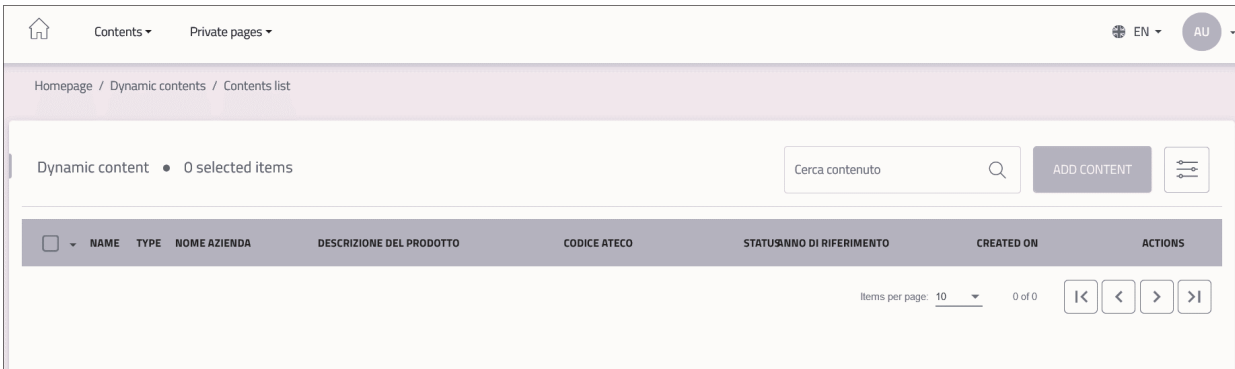 Contents Private pages EN AU
Homepage / Dynamic contents / Contents list
Dynamic content • 0 selected items Cerca contenuto ADD CONTENT
NAME TYPE NOME AZIENDA DESCRIZIONE DEL PRODOTTO CODICE ATECO STATUS ANNO DI RIFERIMENTO CREATED ON ACTIONS
Items per page: 10 0 of 0